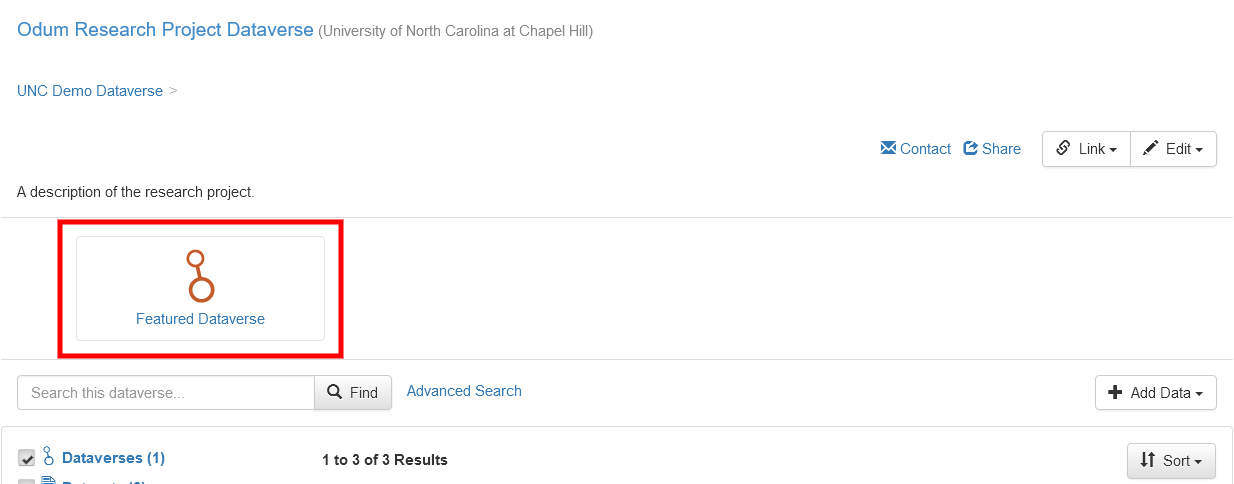 Odum Research Project Dataverse (University of North Carolina at Chapel Hill)
UNC Demo Dataverse >
Contact Share Link Edit
A description of the research project.
Featured Dataverse
Search this dataverse... Find Advanced Search Add Data
Dataverses (1) 1 to 3 of 3 Results Sort